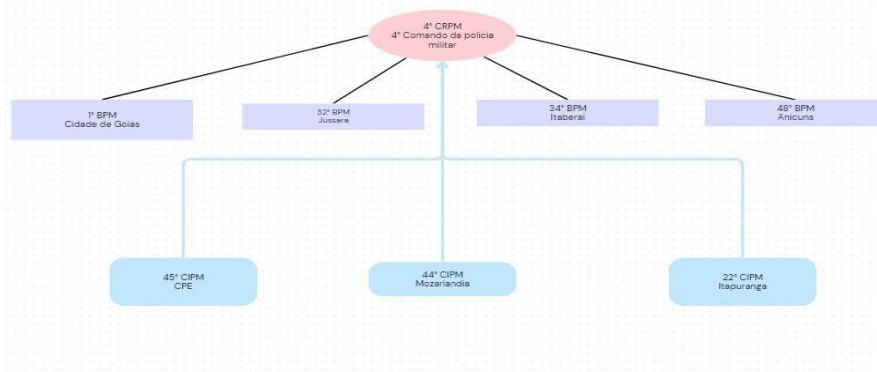 4° CRPM
4° Comando da policia
militar
1° BPM
Cidade de Goias
32° BPM
Jussara
34° BPM
Itaberai
48° BPM
Anicuns
45° CIPM
CPE
44° CIPM
Mozarlandia
22° CIPM
Itapuranga